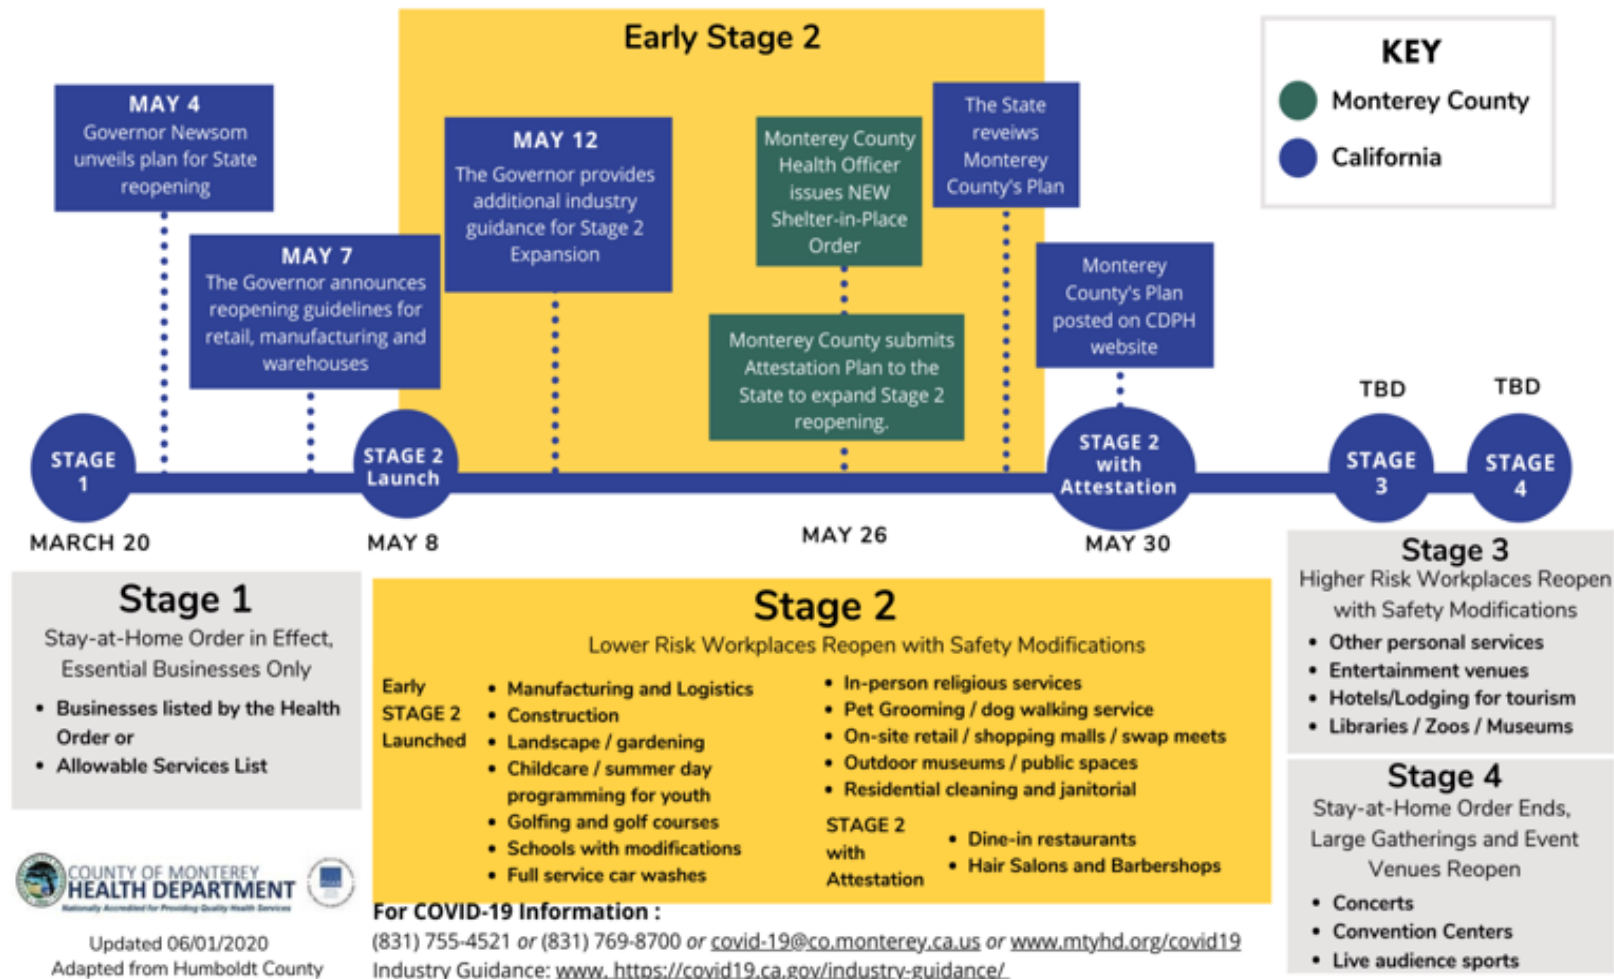 Early Stage 2
KEY
Monterey County
California
MAY 4
Governor Newsom
unveils plan for State
reopening
MAY 7
The Governor announces
reopening guidelines for
retail, manufacturing and
warehouses
MAY 12
The Governor provides
additional industry
guidance for Stage 2
Expansion
Monterey County
Health Officer
issues NEW
Shelter-in-Place
Order
Monterey County submits
Attestation Plan to the
State to expand Stage 2
reopening.
The State
reveiws
Monterey
County's Plan
Monterey
County's Plan
posted on CDPH
website
TBD
TBD
STAGE
1
STAGE 2
Launch
STAGE 2
with
Attestation
STAGE
3
STAGE
4
MARCH 20
MAY 8
MAY 26
MAY 30
Stage 1
Stay-at-Home Order in Effect,
Essential Businesses Only
• Businesses listed by the Health
Order or
• Allowable Services List
Stage 2
Lower Risk Workplaces Reopen with Safety Modifications
Early
STAGE 2
Launched
• Manufacturing and Logistics
• Construction
• Landscape / gardening
• Childcare / summer day
programming for youth
• Golfing and golf courses
• Schools with modifications
• Full service car washes
• In-person religious services
• Pet Grooming / dog walking service
• On-site retail / shopping malls / swap meets
• Outdoor museums / public spaces
• Residential cleaning and janitorial
STAGE 2
with
Attestation
• Dine-in restaurants
• Hair Salons and Barbershops
Stage 3
Higher Risk Workplaces Reopen
with Safety Modifications
• Other personal services
• Entertainment venues
• Hotels/Lodging for tourism
• Libraries / Zoos / Museums
Stage 4
Stay-at-Home Order Ends,
Large Gatherings and Event
Venues Reopen
• Concerts
• Convention Centers
• Live audience sports
COUNTY OF MONTEREY
HEALTH DEPARTMENT
Nationally Accredited for Providing Quality Health Services
Updated 06/01/2020
Adapted from Humboldt County
For COVID-19 Information :
(831) 755-4521 or (831) 769-8700 or covid-19@co.monterey.ca.us or www.mtyhd.org/covid19
Industry Guidance: www. https://covid19.ca.gov/industry-guidance/